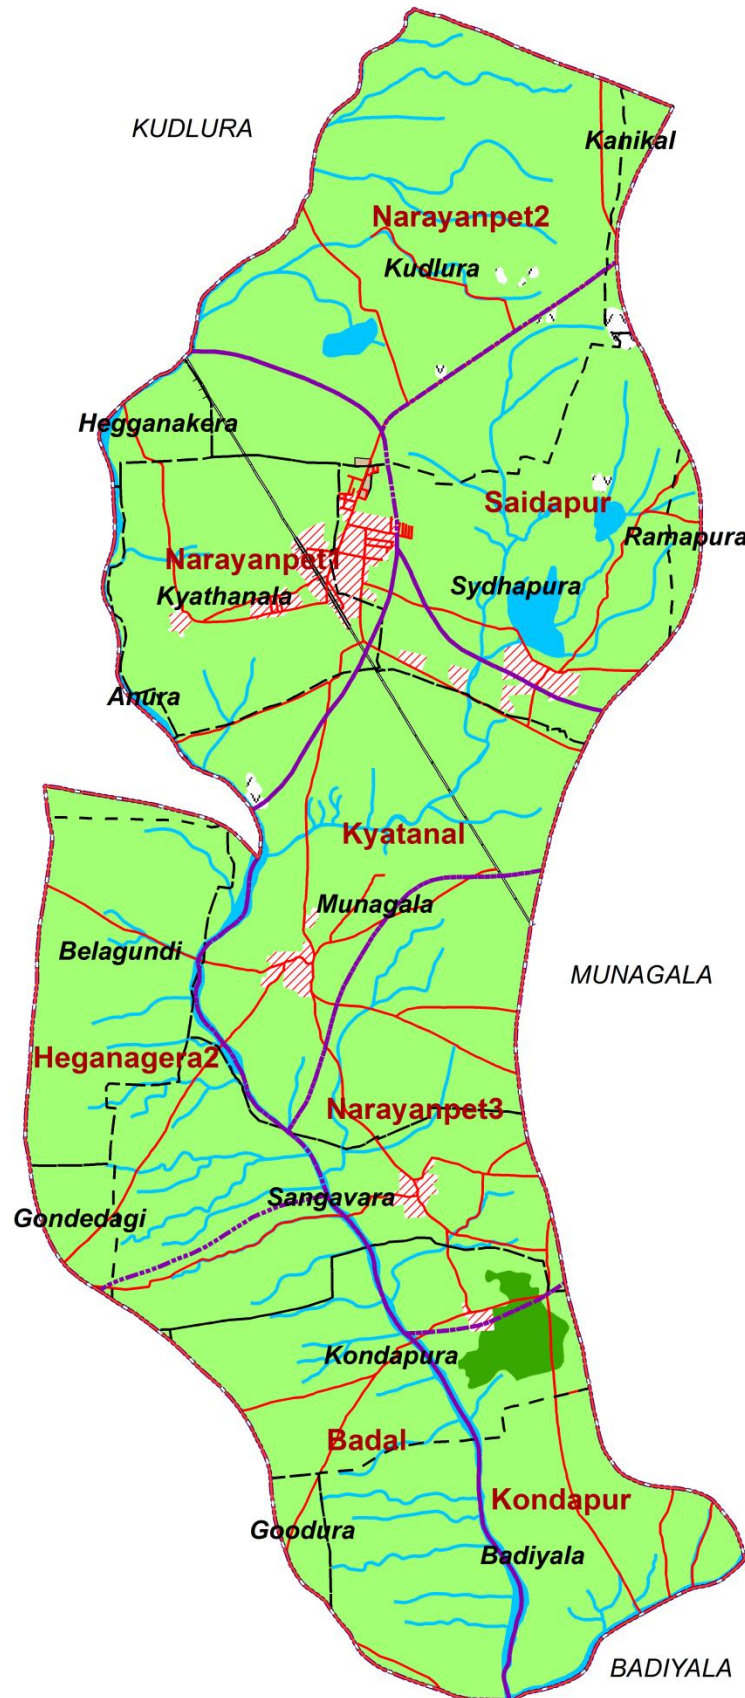 KUDLURA
Kanikal
Narayanpet2
Kudlura
Hegganakera
Saidapur
Ramapura
Narayanpet1
Sydhapura
Kyathanala
Anura
Kyatanal
Munagala
Belagundi
MUNAGALA
Heganagera2
Narayanpet3
Sangavara
Gondedagi
Kondapura
Badal
Kondapur
Goodura
Badiyala
BADIYALA